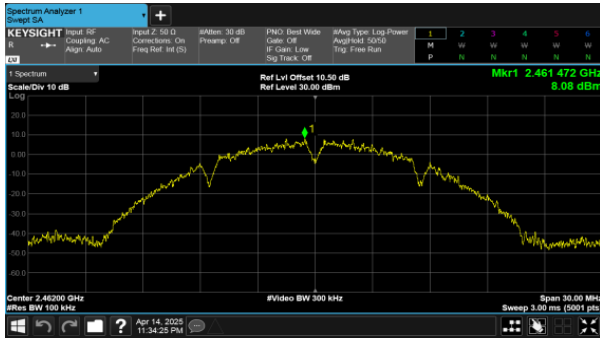 Spectrum Analyzer 1
Swept SA
+
KEYSIGHT
R
Input: RF
Coupling: AC
Align: Auto
Input Z: 50 Ω
Corrections: On
Freq Ref: Int (S)
#Atten: 30 dB
Preamp: Off
PNO: Best Wide
Gate: Off
IF Gain: Low
Sig Track: Off
#Avg Type: Log-Power
Avg|Hold: 50/50
Trig: Free Run
1 2 3 4 5 6
M W W W W W
P N N N N N
LW
1 Spectrum
Scale/Div 10 dB
Log
Ref Lvl Offset 10.50 dB
Ref Level 30.00 dBm
Mkr1 2.461 472 GHz
8.08 dBm
20.0
10.0
0.00
-10.0
-20.0
-30.0
-40.0
-50.0
-60.0
1
Center 2.46200 GHz
#Res BW 100 kHz
#Video BW 300 kHz
Span 30.00 MHz
Sweep 3.00 ms (5001 pts)
?
Apr 14, 2025
11:34:25 PM